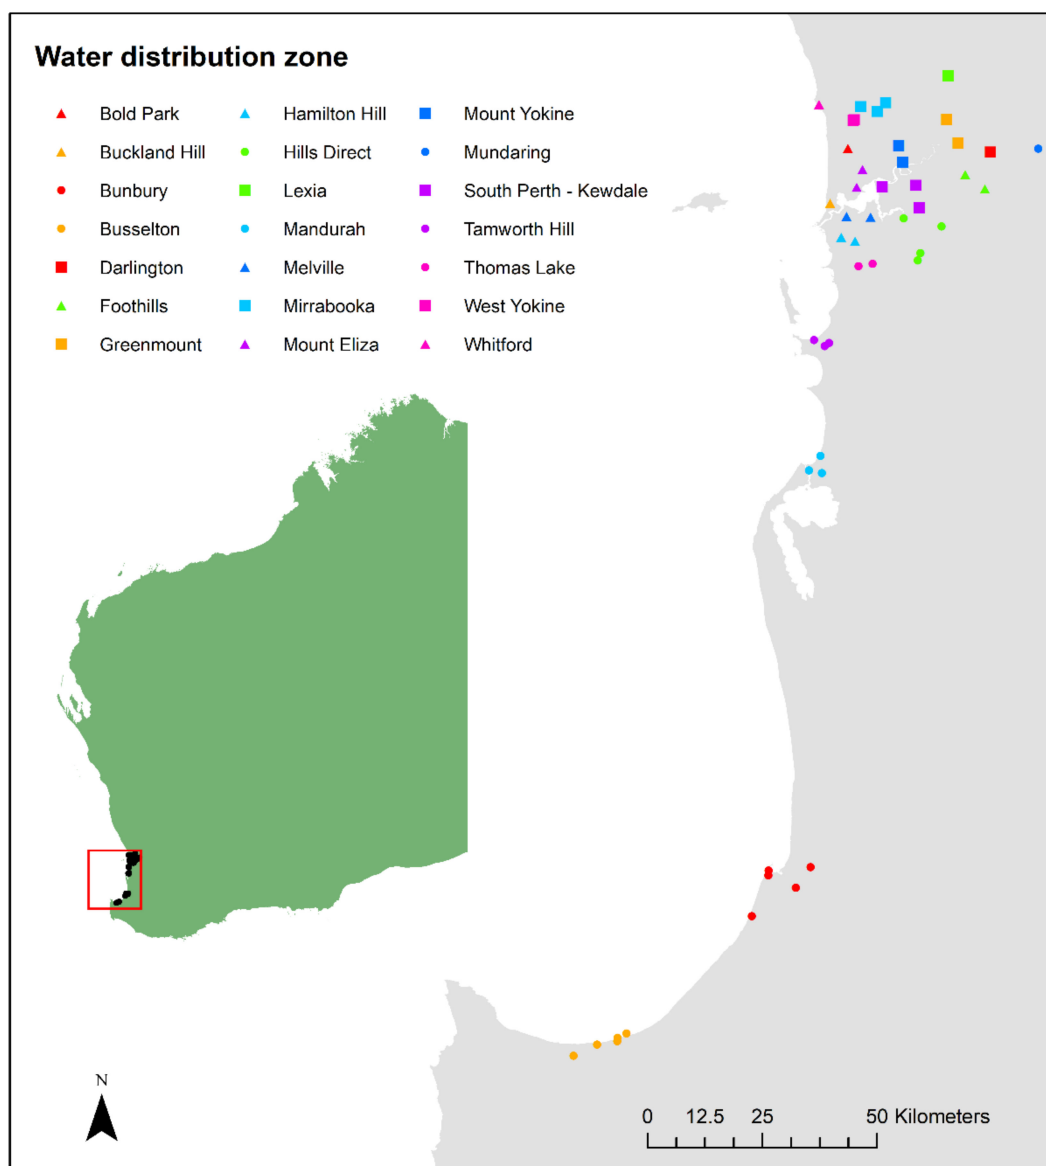 Water distribution zone
Bold Park
Hamilton Hill
Mount Yokine
Buckland Hill
Hills Direct
Mundaring
Bunbury
Lexia
South Perth - Kewdale
Busselton
Mandurah
Tamworth Hill
Darlington
Melville
Thomas Lake
Foothills
Mirrabooka
West Yokine
Greenmount
Mount Eliza
Whitford
N
0 12.5 25 50 Kilometers